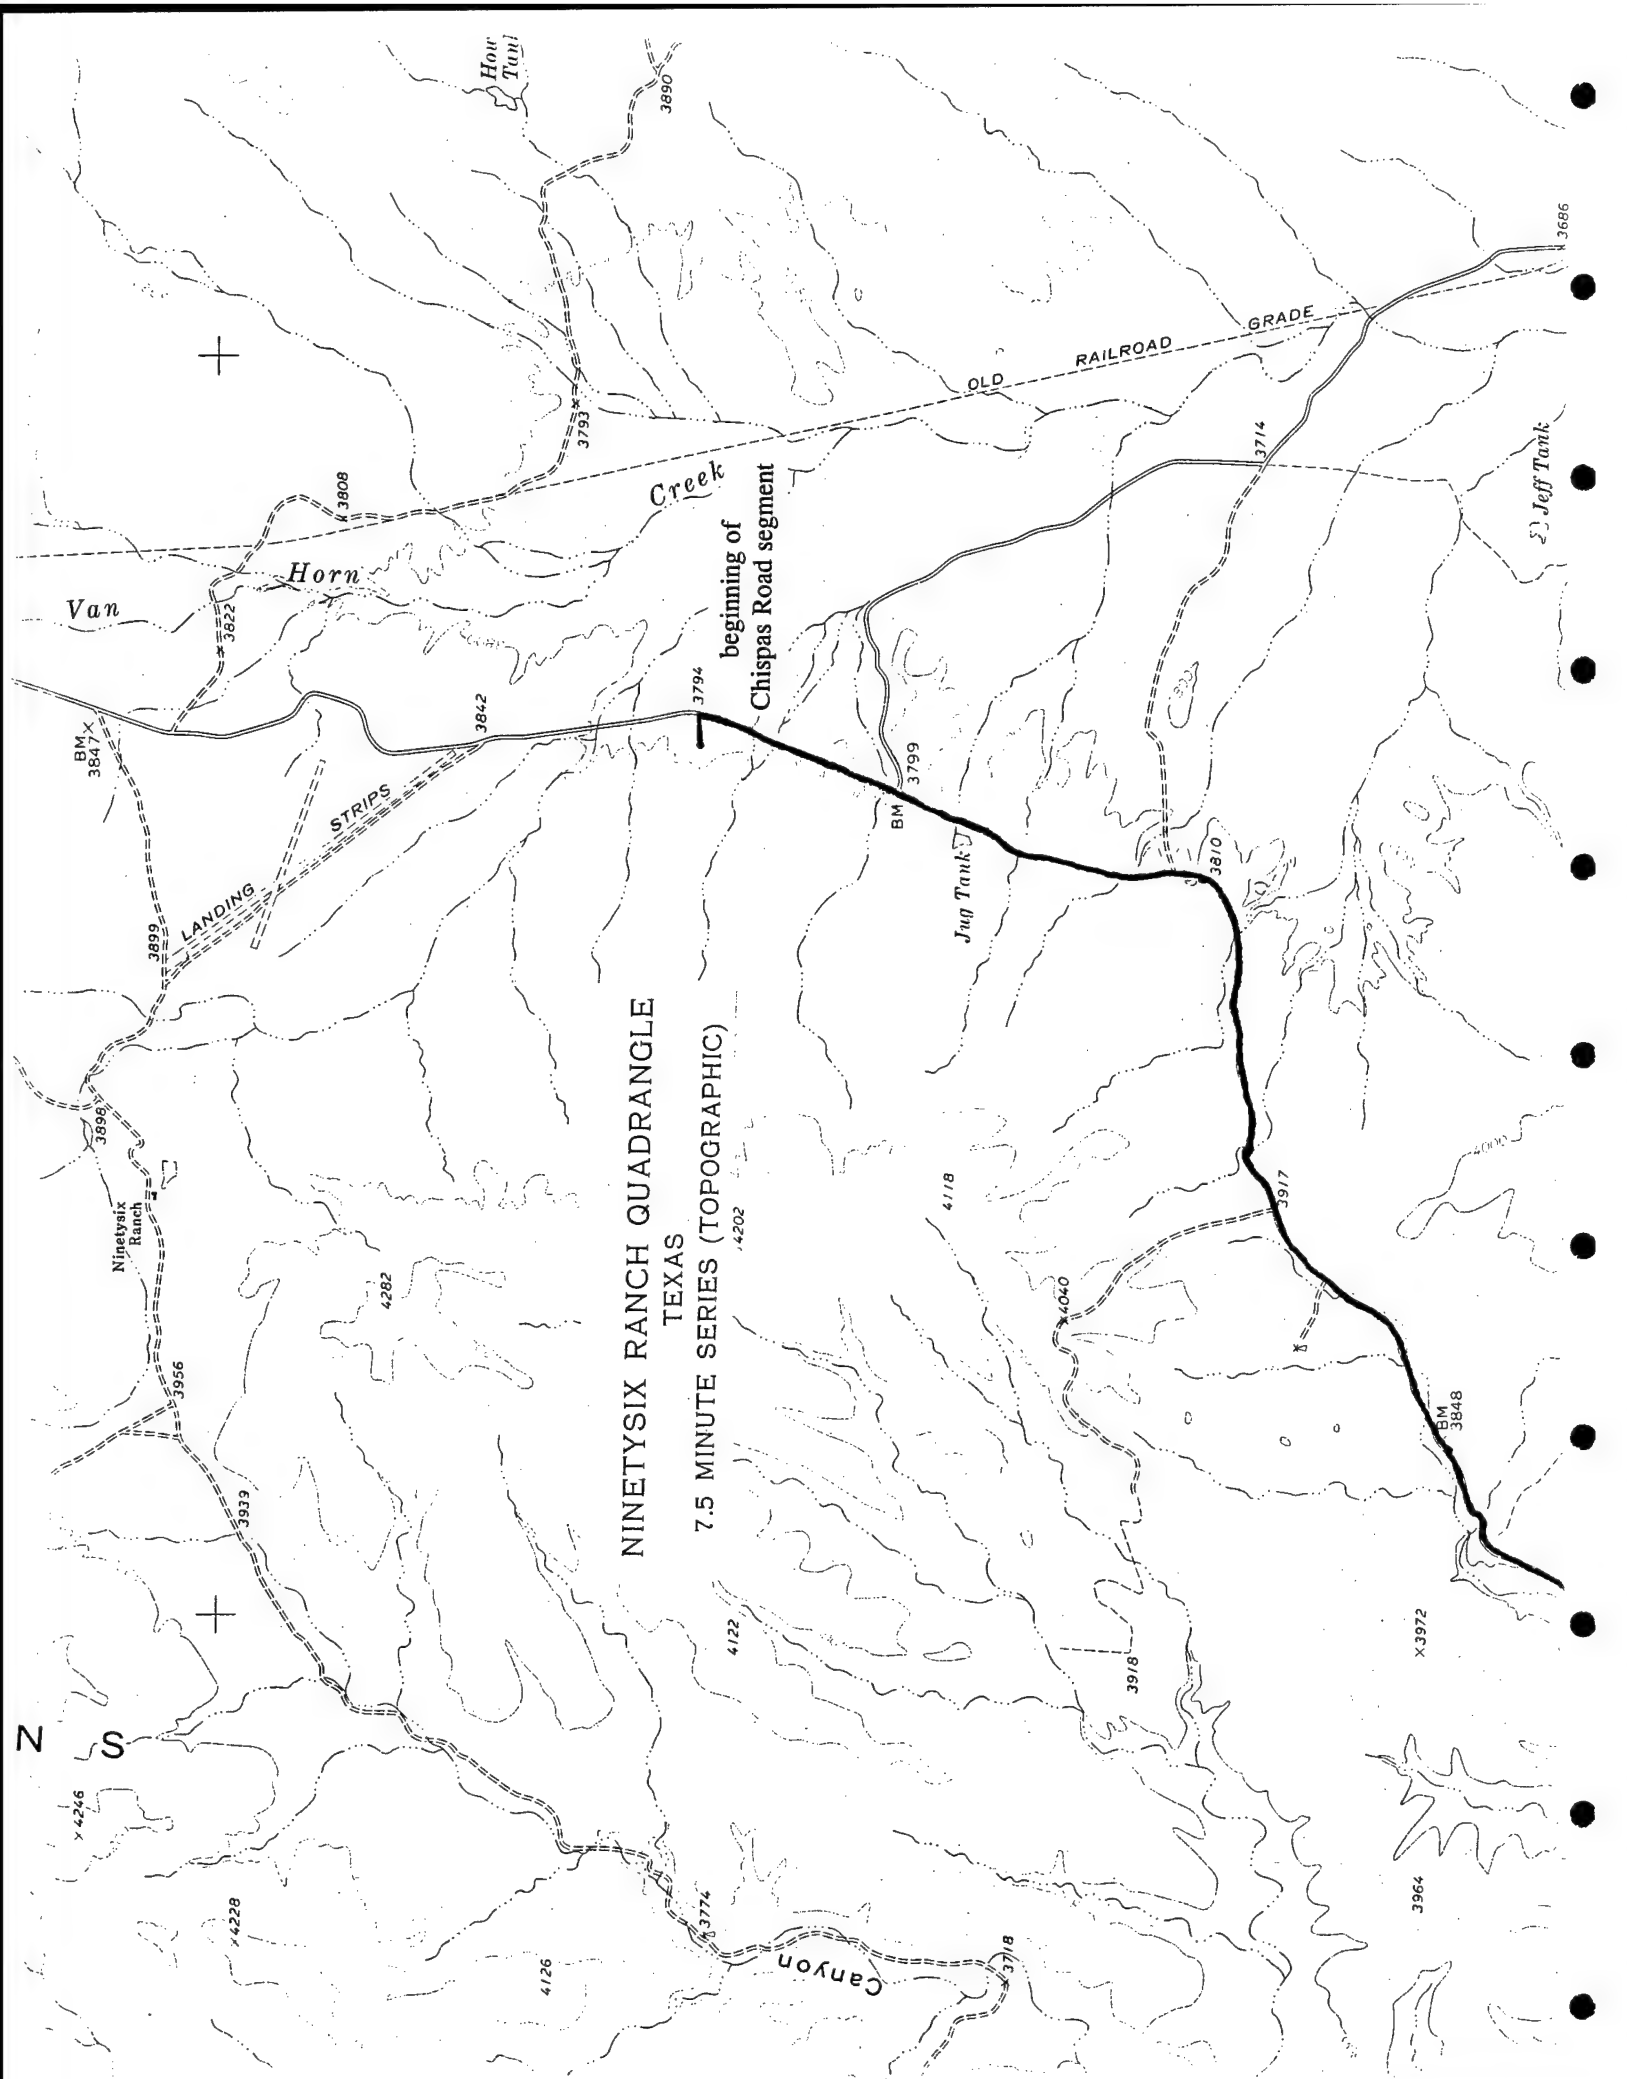 NINETYSIX RANCH QUADRANGLE
TEXAS
7.5 MINUTE SERIES (TOPOGRAPHIC)
beginning of
Chispas Road segment
Van
Horn
Creek
OLD
RAILROAD
GRADE
LANDING
STRIPS
Ninetysix
Ranch
Jug Tank
Jeff Tank
Canyon
N
S
BM
3847
3890
3808
3793
3822
3842
3794
BM
3799
3714
3686
3810
3899
3898
3917
4118
4202
4282
4040
4000
3956
3939
BM
3848
4122
3918
3972
4246
4228
4126
3774
3718
3964